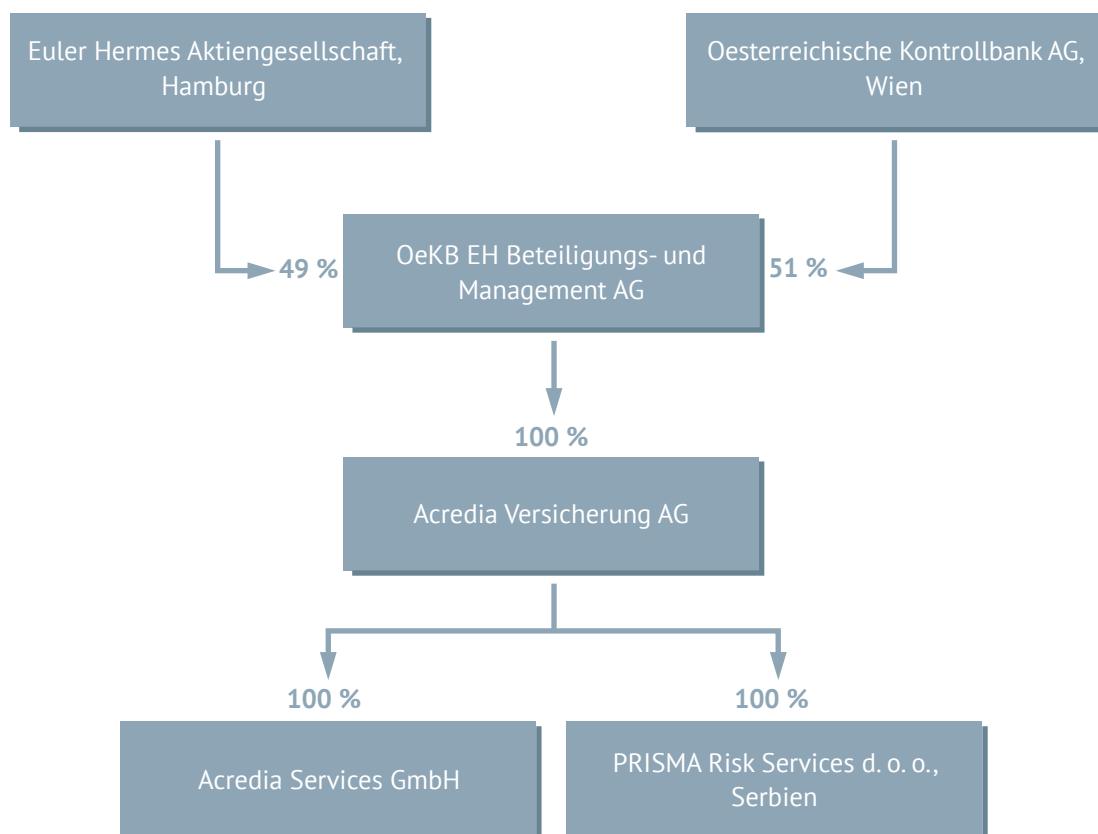 Euler Hermes Aktiengesellschaft,
Hamburg
Oesterreichische Kontrollbank AG,
Wien
49 %
OeKB EH Beteiligungs- und
Management AG
51 %
100 %
Acredia Versicherung AG
100 %
100 %
Acredia Services GmbH
PRISMA Risk Services d. o. o.,
Serbien